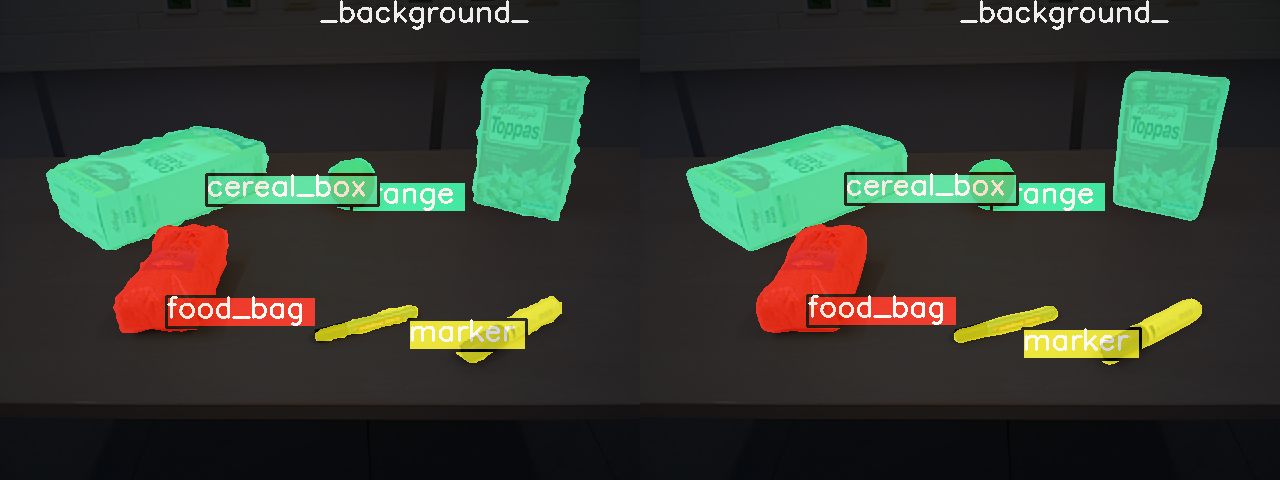 _background_
_background_
Toppas
Toppas
cereal_box
range
cereal_box
range
food_bag
marker
food_bag
marker